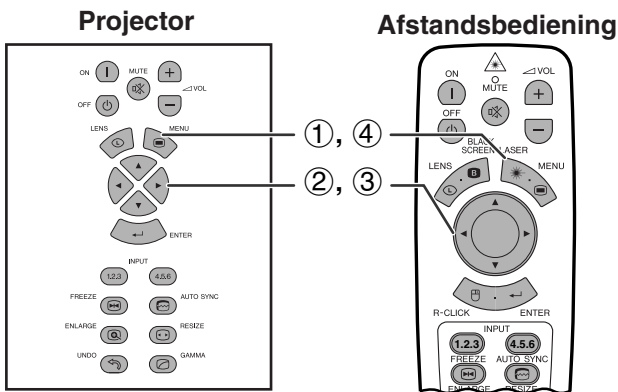 Projector
ON
MUTE
VOL
OFF
LENS
MENU
L
ENTER
INPUT
1.2.3
4.5.6
FREEZE
AUTO SYNC
ENLARGE
RESIZE
UNDO
GAMMA
①, ④
②, ③
Afstandsbediening
ON
MUTE
VOL
OFF
BLACK
SCREEN
LASER
LENS
B
MENU
L
R-CLICK
ENTER
INPUT
1.2.3
4.5.6
FREEZE
AUTO SYNC
ENLARGE
RESIZE